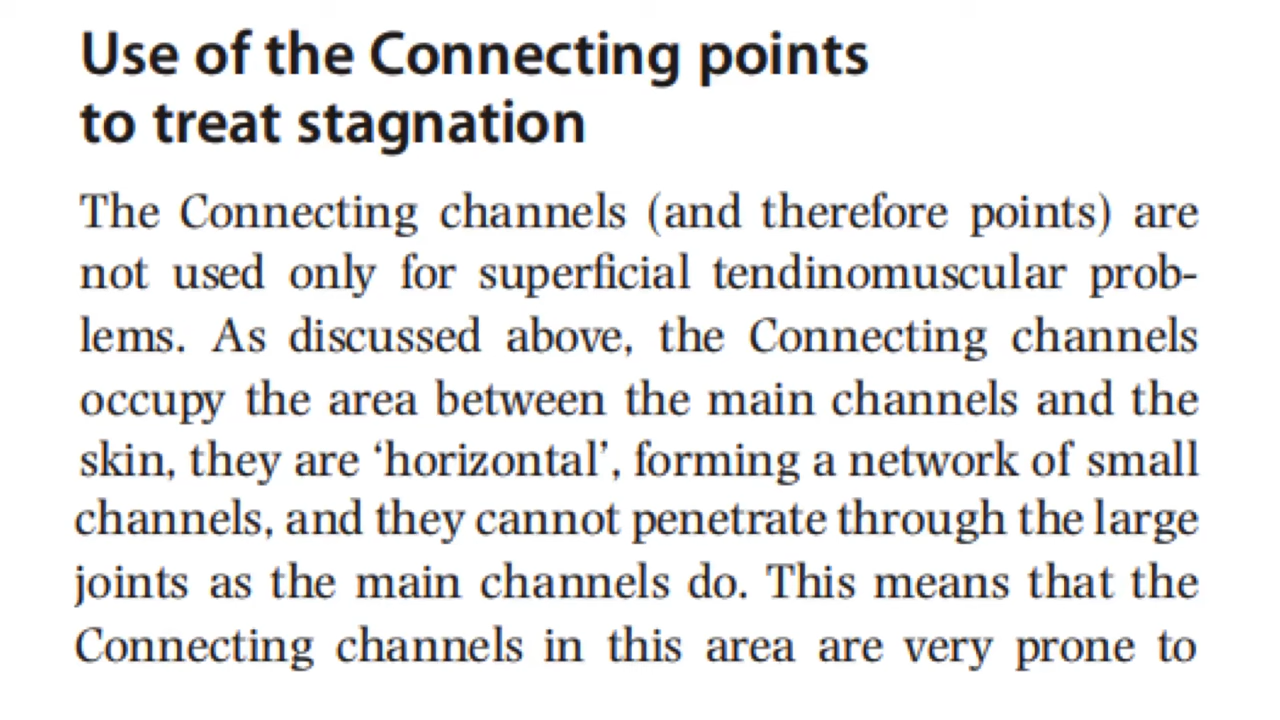 Use of the Connecting points
to treat stagnation
The Connecting channels (and therefore points) are
not used only for superficial tendinomuscular prob-
lems. As discussed above, the Connecting channels
occupy the area between the main channels and the
skin, they are ‘horizontal’, forming a network of small
channels, and they cannot penetrate through the large
joints as the main channels do. This means that the
Connecting channels in this area are very prone to